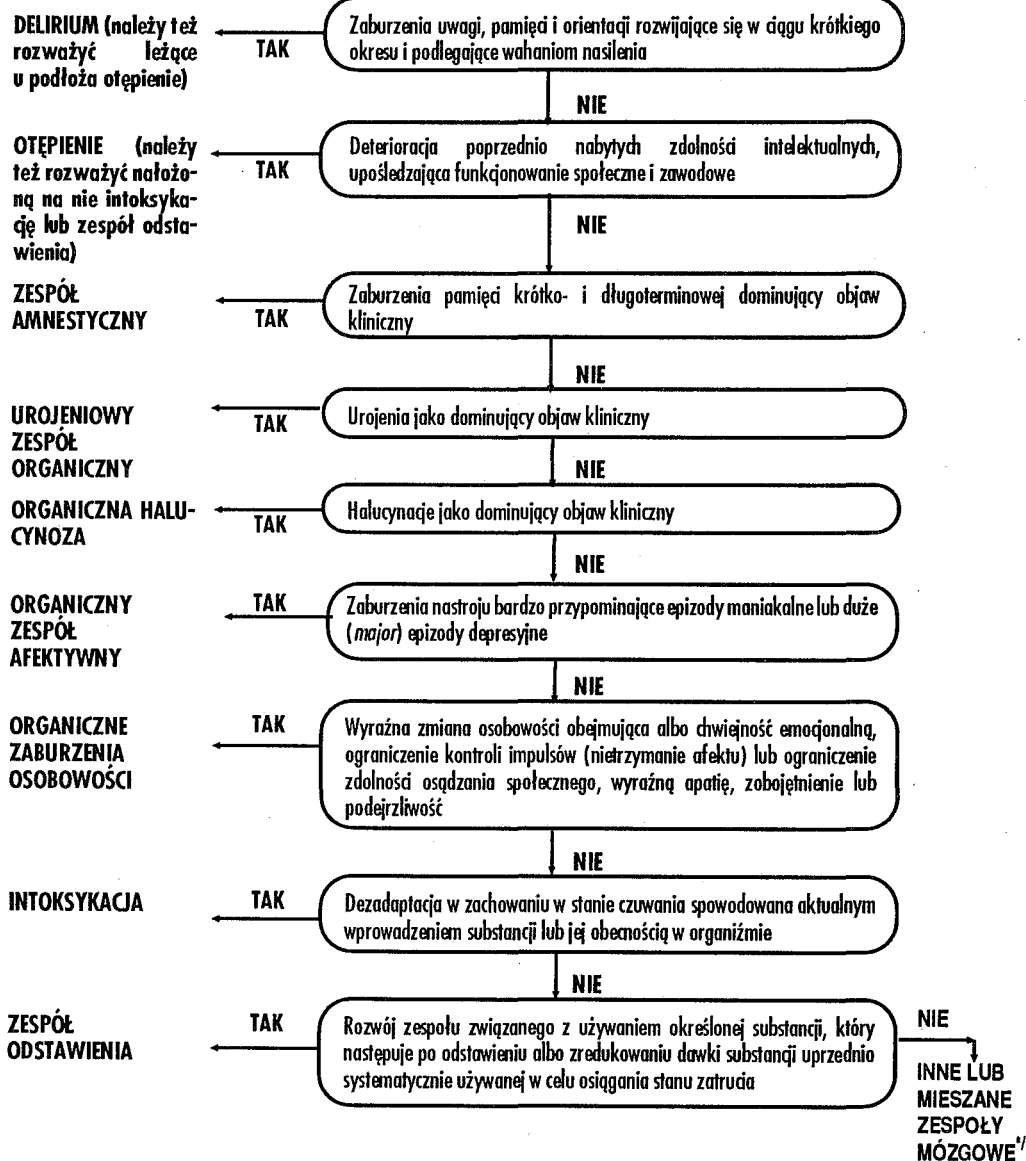 DELIRIUM (należy też
rozważyć leżące
u podłoża otępienie)
TAK
Zaburzenia uwagi, pamięci i orientacji rozwijające się w ciągu krótkiego
okresu i podlegające wahaniom nasilenia
NIE
OTĘPIENIE (należy
też rozważyć nałożo-
ną na nie intoksyka-
cję lub zespół odsta-
wienia)
TAK
Deterioracja poprzednio nabytych zdolności intelektualnych,
upośledzająca funkcjonowanie społeczne i zawodowe
NIE
ZESPÓŁ
AMNESTYCZNY
TAK
Zaburzenia pamięci krótko- i długoterminowej dominujący objaw
kliniczny
NIE
UROJENIOWY
ZESPÓŁ
ORGANICZNY
TAK
Urojenia jako dominujący objaw kliniczny
NIE
ORGANICZNA HALU-
CYNOZA
TAK
Halucynacje jako dominujący objaw kliniczny
NIE
ORGANICZNY
ZESPÓŁ
AFEKTYWNY
TAK
Zaburzenia nastroju bardzo przypominające epizody maniakalne lub duże
(major) epizody depresyjne
NIE
ORGANICZNE
ZABURZENIA
OSOBOWOŚCI
TAK
Wyraźna zmiana osobowości obejmująca albo chwiejność emocjonalną,
ograniczenie kontroli impulsów (nietrzymanie afektu) lub ograniczenie
zdolności osądzania społecznego, wyraźną apatię, zobojętnienie lub
podejrzliwość
NIE
INTOKSYKACJA
TAK
Dezadaptacja w zachowaniu w stanie czuwania spowodowana aktualnym
wprowadzeniem substancji lub jej obecnością w organiźmie
NIE
ZESPÓŁ
ODSTAWIENIA
TAK
Rozwój zespołu związanego z używaniem określonej substancji, który
następuje po odstawieniu albo zredukowaniu dawki substancji uprzednio
systematycznie używanej w celu osiągania stanu zatrucia
NIE
INNE LUB
MIESZANE
ZESPOŁY
MÓZGOWE*/